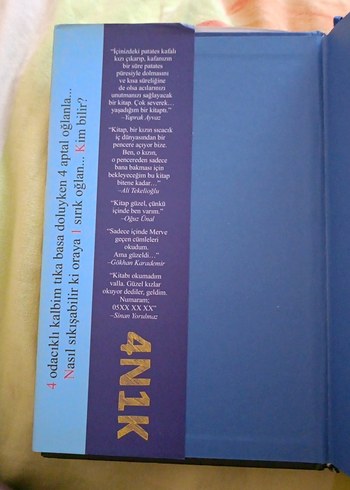 4 odacıklı kalbim tıka basa doluyken 4 aptal oğlanla...
Nasıl sıkışabilir ki oraya 1 sırık oğlan... Kim bilir?
"İçinizdeki patates kafalı
kızı çıkarıp, kafanızın
bir süre patates
püresiyle dolmasını
ve kısa süreliğine
de olsa acılarınızı
unutmanızı sağlayacak
bir kitap. Çok severek…
yaşadığım bir kitaptı."
–Yaprak Ayvaz
"Kitap, bir kızın sıcacık
iç dünyasından bir
pencere açıyor bize.
Ben, o kızın,
o pencereden sadece
bana bakması için
bekleyeceğim bu kitap
bitene kadar…"
–Ali Tekelioğlu
"Kitap güzel, çünkü
içinde ben varım."
–Oğuz Ünal
"Sadece içinde Merve
geçen cümleleri
okudum.
Ama güzeldi…"
–Gökhan Karademir
"Kitabı okumadım
valla. Güzel kızlar
okuyor dediler, geldim.
Numaram;
05XX XX XX"
–Sinan Yorulmaz
4N1K